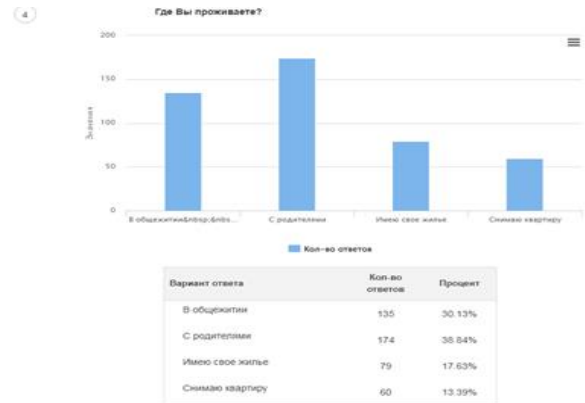 4
Где Вы проживаете?
200
150
100
50
0
Значения
В общежитии&nbsp;&nbs...
С родителями
Имею свое жилье
Снимаю квартиру
Кол-во ответов
Вариант ответа Кол-во ответов Процент
В общежитии 135 30.13%
С родителями 174 38.84%
Имею свое жилье 79 17.63%
Снимаю квартиру 60 13.39%